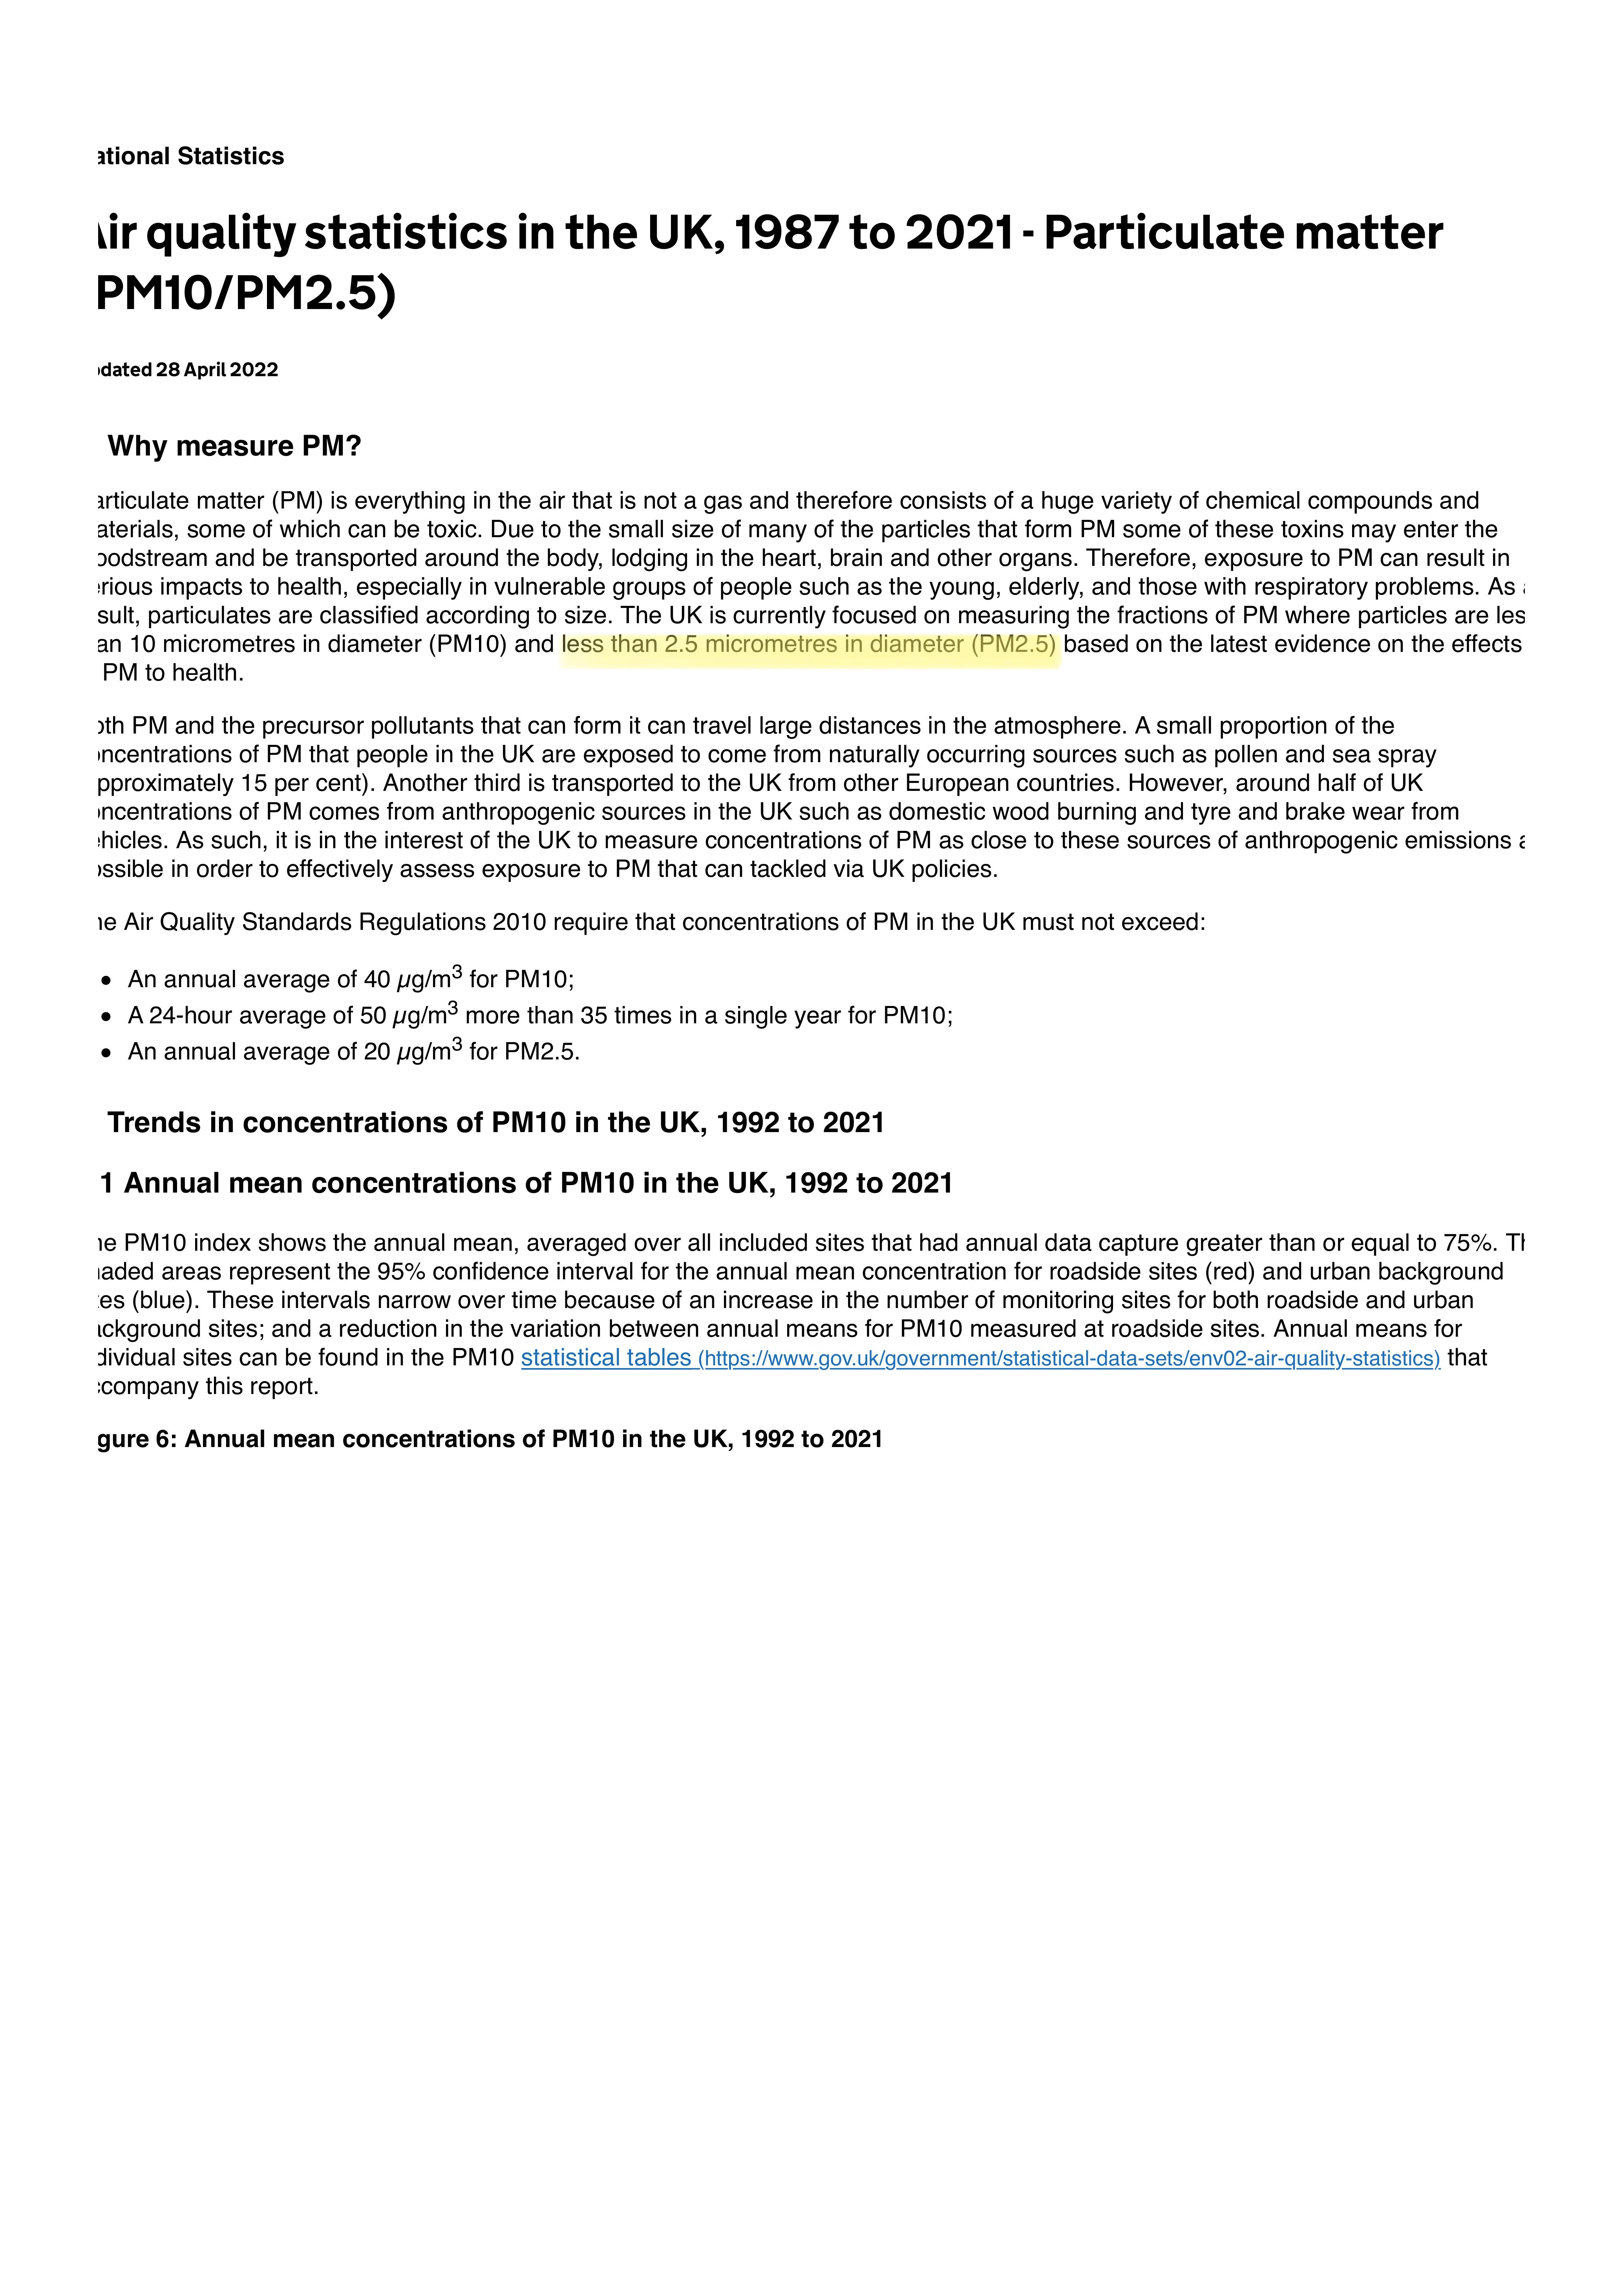 ational Statistics
Air quality statistics in the UK, 1987 to 2021 - Particulate matter
PM10/PM2.5)
dated 28 April 2022
Why measure PM?
articulate matter (PM) is everything in the air that is not a gas and therefore consists of a huge variety of chemical compounds and
aterials, some of which can be toxic. Due to the small size of many of the particles that form PM some of these toxins may enter the
oodstream and be transported around the body, lodging in the heart, brain and other organs. Therefore, exposure to PM can result in
rious impacts to health, especially in vulnerable groups of people such as the young, elderly, and those with respiratory problems. As a
sult, particulates are classified according to size. The UK is currently focused on measuring the fractions of PM where particles are les
an 10 micrometres in diameter (PM10) and less than 2.5 micrometres in diameter (PM2.5) based on the latest evidence on the effects
PM to health.
oth PM and the precursor pollutants that can form it can travel large distances in the atmosphere. A small proportion of the
oncentrations of PM that people in the UK are exposed to come from naturally occurring sources such as pollen and sea spray
pproximately 15 per cent). Another third is transported to the UK from other European countries. However, around half of UK
oncentrations of PM comes from anthropogenic sources in the UK such as domestic wood burning and tyre and brake wear from
ehicles. As such, it is in the interest of the UK to measure concentrations of PM as close to these sources of anthropogenic emissions a
ossible in order to effectively assess exposure to PM that can tackled via UK policies.
he Air Quality Standards Regulations 2010 require that concentrations of PM in the UK must not exceed:
• An annual average of 40 µg/m³ for PM10;
• A 24-hour average of 50 µg/m³ more than 35 times in a single year for PM10;
• An annual average of 20 µg/m³ for PM2.5.
Trends in concentrations of PM10 in the UK, 1992 to 2021
1 Annual mean concentrations of PM10 in the UK, 1992 to 2021
he PM10 index shows the annual mean, averaged over all included sites that had annual data capture greater than or equal to 75%. Th
haded areas represent the 95% confidence interval for the annual mean concentration for roadside sites (red) and urban background
tes (blue). These intervals narrow over time because of an increase in the number of monitoring sites for both roadside and urban
ackground sites; and a reduction in the variation between annual means for PM10 measured at roadside sites. Annual means for
dividual sites can be found in the PM10 statistical tables (https://www.gov.uk/government/statistical-data-sets/env02-air-quality-statistics) that
ccompany this report.
gure 6: Annual mean concentrations of PM10 in the UK, 1992 to 2021